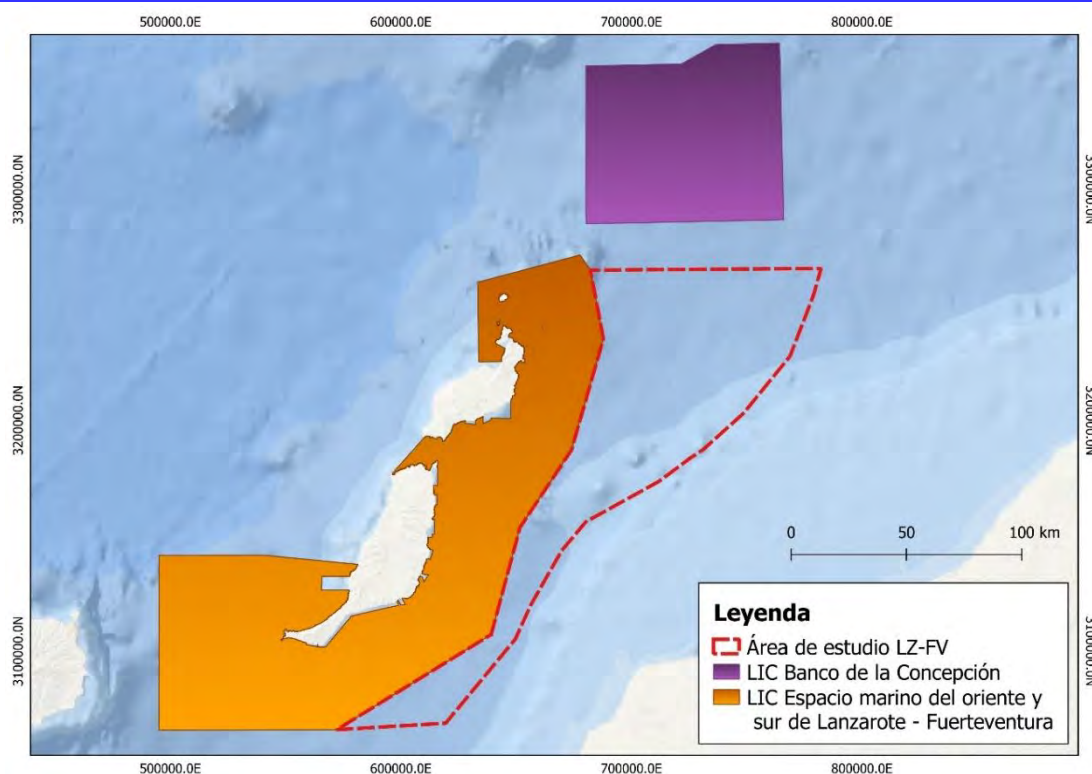 500000.0E 600000.0E 700000.0E 800000.0E
3300000.0N
3200000.0N
3100000.0N
3300000.0N
3200000.0N
3100000.0N
0 50 100 km
Leyenda
Área de estudio LZ-FV
LIC Banco de la Concepción
LIC Espacio marino del oriente y
sur de Lanzarote - Fuerteventura
500000.0E 600000.0E 700000.0E 800000.0E